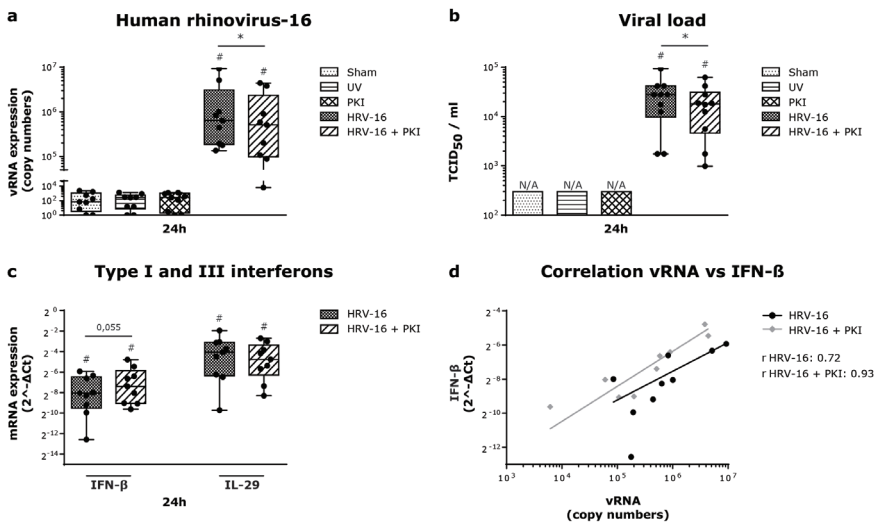 a
Human rhinovirus-16
*
#
#
vRNA expression
(copy numbers)
10^7
10^6
10^5
10^4
10^2
10^0
24h
Sham
UV
PKI
HRV-16
HRV-16 + PKI
b
Viral load
*
#
#
TCID50 / ml
10^5
10^4
10^3
10^2
N/A
N/A
N/A
24h
Sham
UV
PKI
HRV-16
HRV-16 + PKI
c
Type I and III interferons
mRNA expression
(2^-ΔCt)
2^0
2^-2
2^-4
2^-6
2^-8
2^-10
2^-12
2^-14
0,055
#
#
#
#
IFN-β
IL-29
24h
HRV-16
HRV-16 + PKI
d
Correlation vRNA vs IFN-ß
IFN-β
(2^-ΔCt)
2^-4
2^-6
2^-8
2^-10
2^-12
10^3
10^4
10^5
10^6
10^7
vRNA
(copy numbers)
HRV-16
HRV-16 + PKI
r HRV-16: 0.72
r HRV-16 + PKI: 0.93